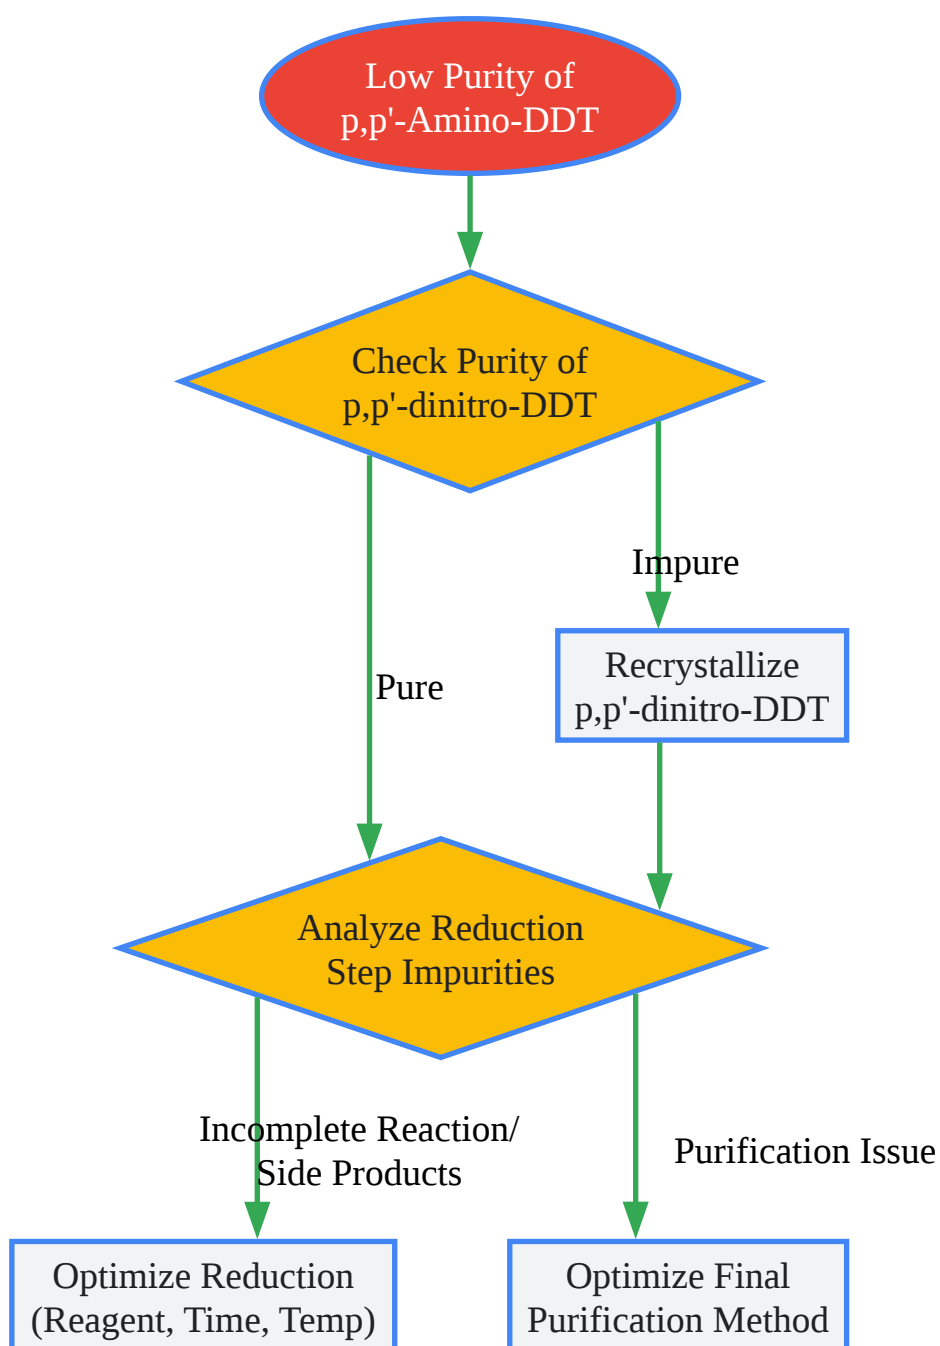 Low Purity of
p,p'-Amino-DDT
Check Purity of
p,p'-dinitro-DDT
Impure
Recrystallize
p,p'-dinitro-DDT
Pure
Analyze Reduction
Step Impurities
Incomplete Reaction/
Side Products
Purification Issue
Optimize Reduction
(Reagent, Time, Temp)
Optimize Final
Purification Method